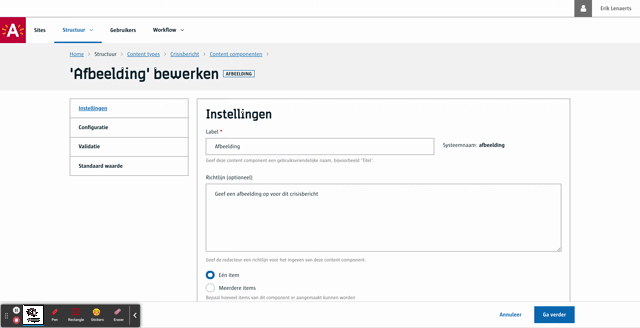 Erik Lenaerts
Sites Structuur Gebruikers Workflow
Home Structuur Content types Crisisbericht Content componenten
'Afbeelding' bewerken AFBEELDING
Instellingen
Configuratie
Validatie
Standaard waarde
Instellingen
Label *
Afbeelding
Systeemnaam: afbeelding
Geef deze content component een gebruiksvriendelijke naam, bijvoorbeeld 'Titel'.
Richtlijn (optioneel)
Geef een afbeelding op voor dit crisisbericht
Geef de redacteur een richtlijn voor het ingeven van deze content component.
Eén item
Meerdere items
Bepaal hoeveel items van dit component er aangemaakt kunnen worden
Pen Rectangle Stickers Eraser
Annuleer Ga verder